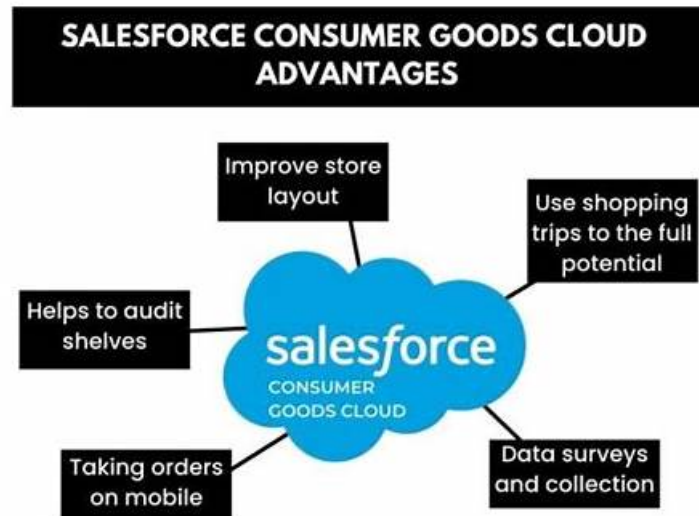 SALESFORCE CONSUMER GOODS CLOUD
ADVANTAGES
Improve store
layout
Use shopping
trips to the full
potential
Helps to audit
shelves
salesforce
CONSUMER
GOODS CLOUD
Taking orders
on mobile
Data surveys
and collection